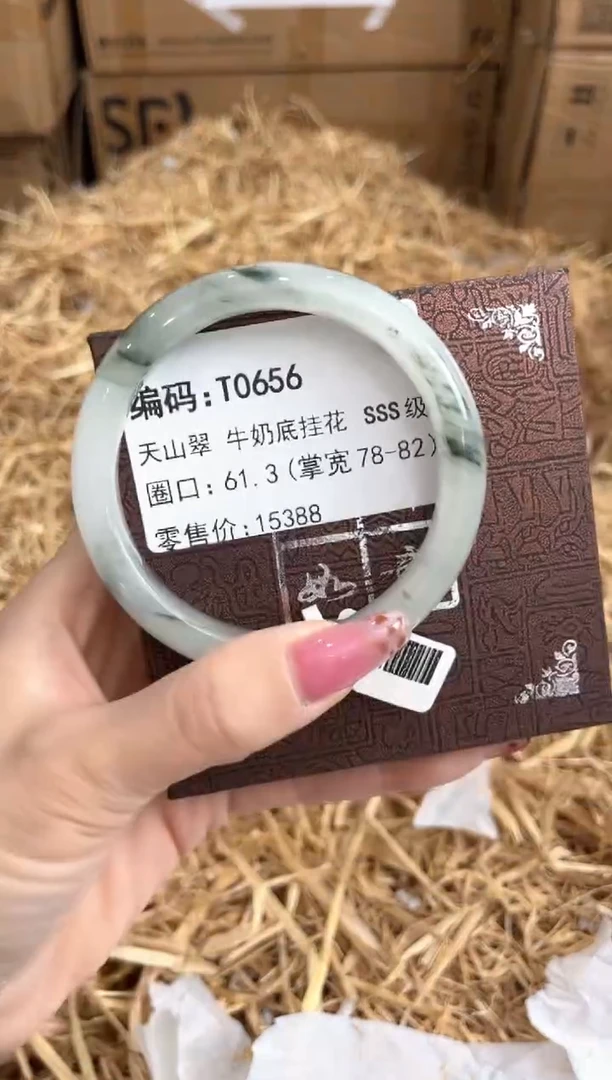 编码:T0656
天山翠 牛奶底挂花 SSS级
圈口:61.3(掌宽78-82)
零售价:15388